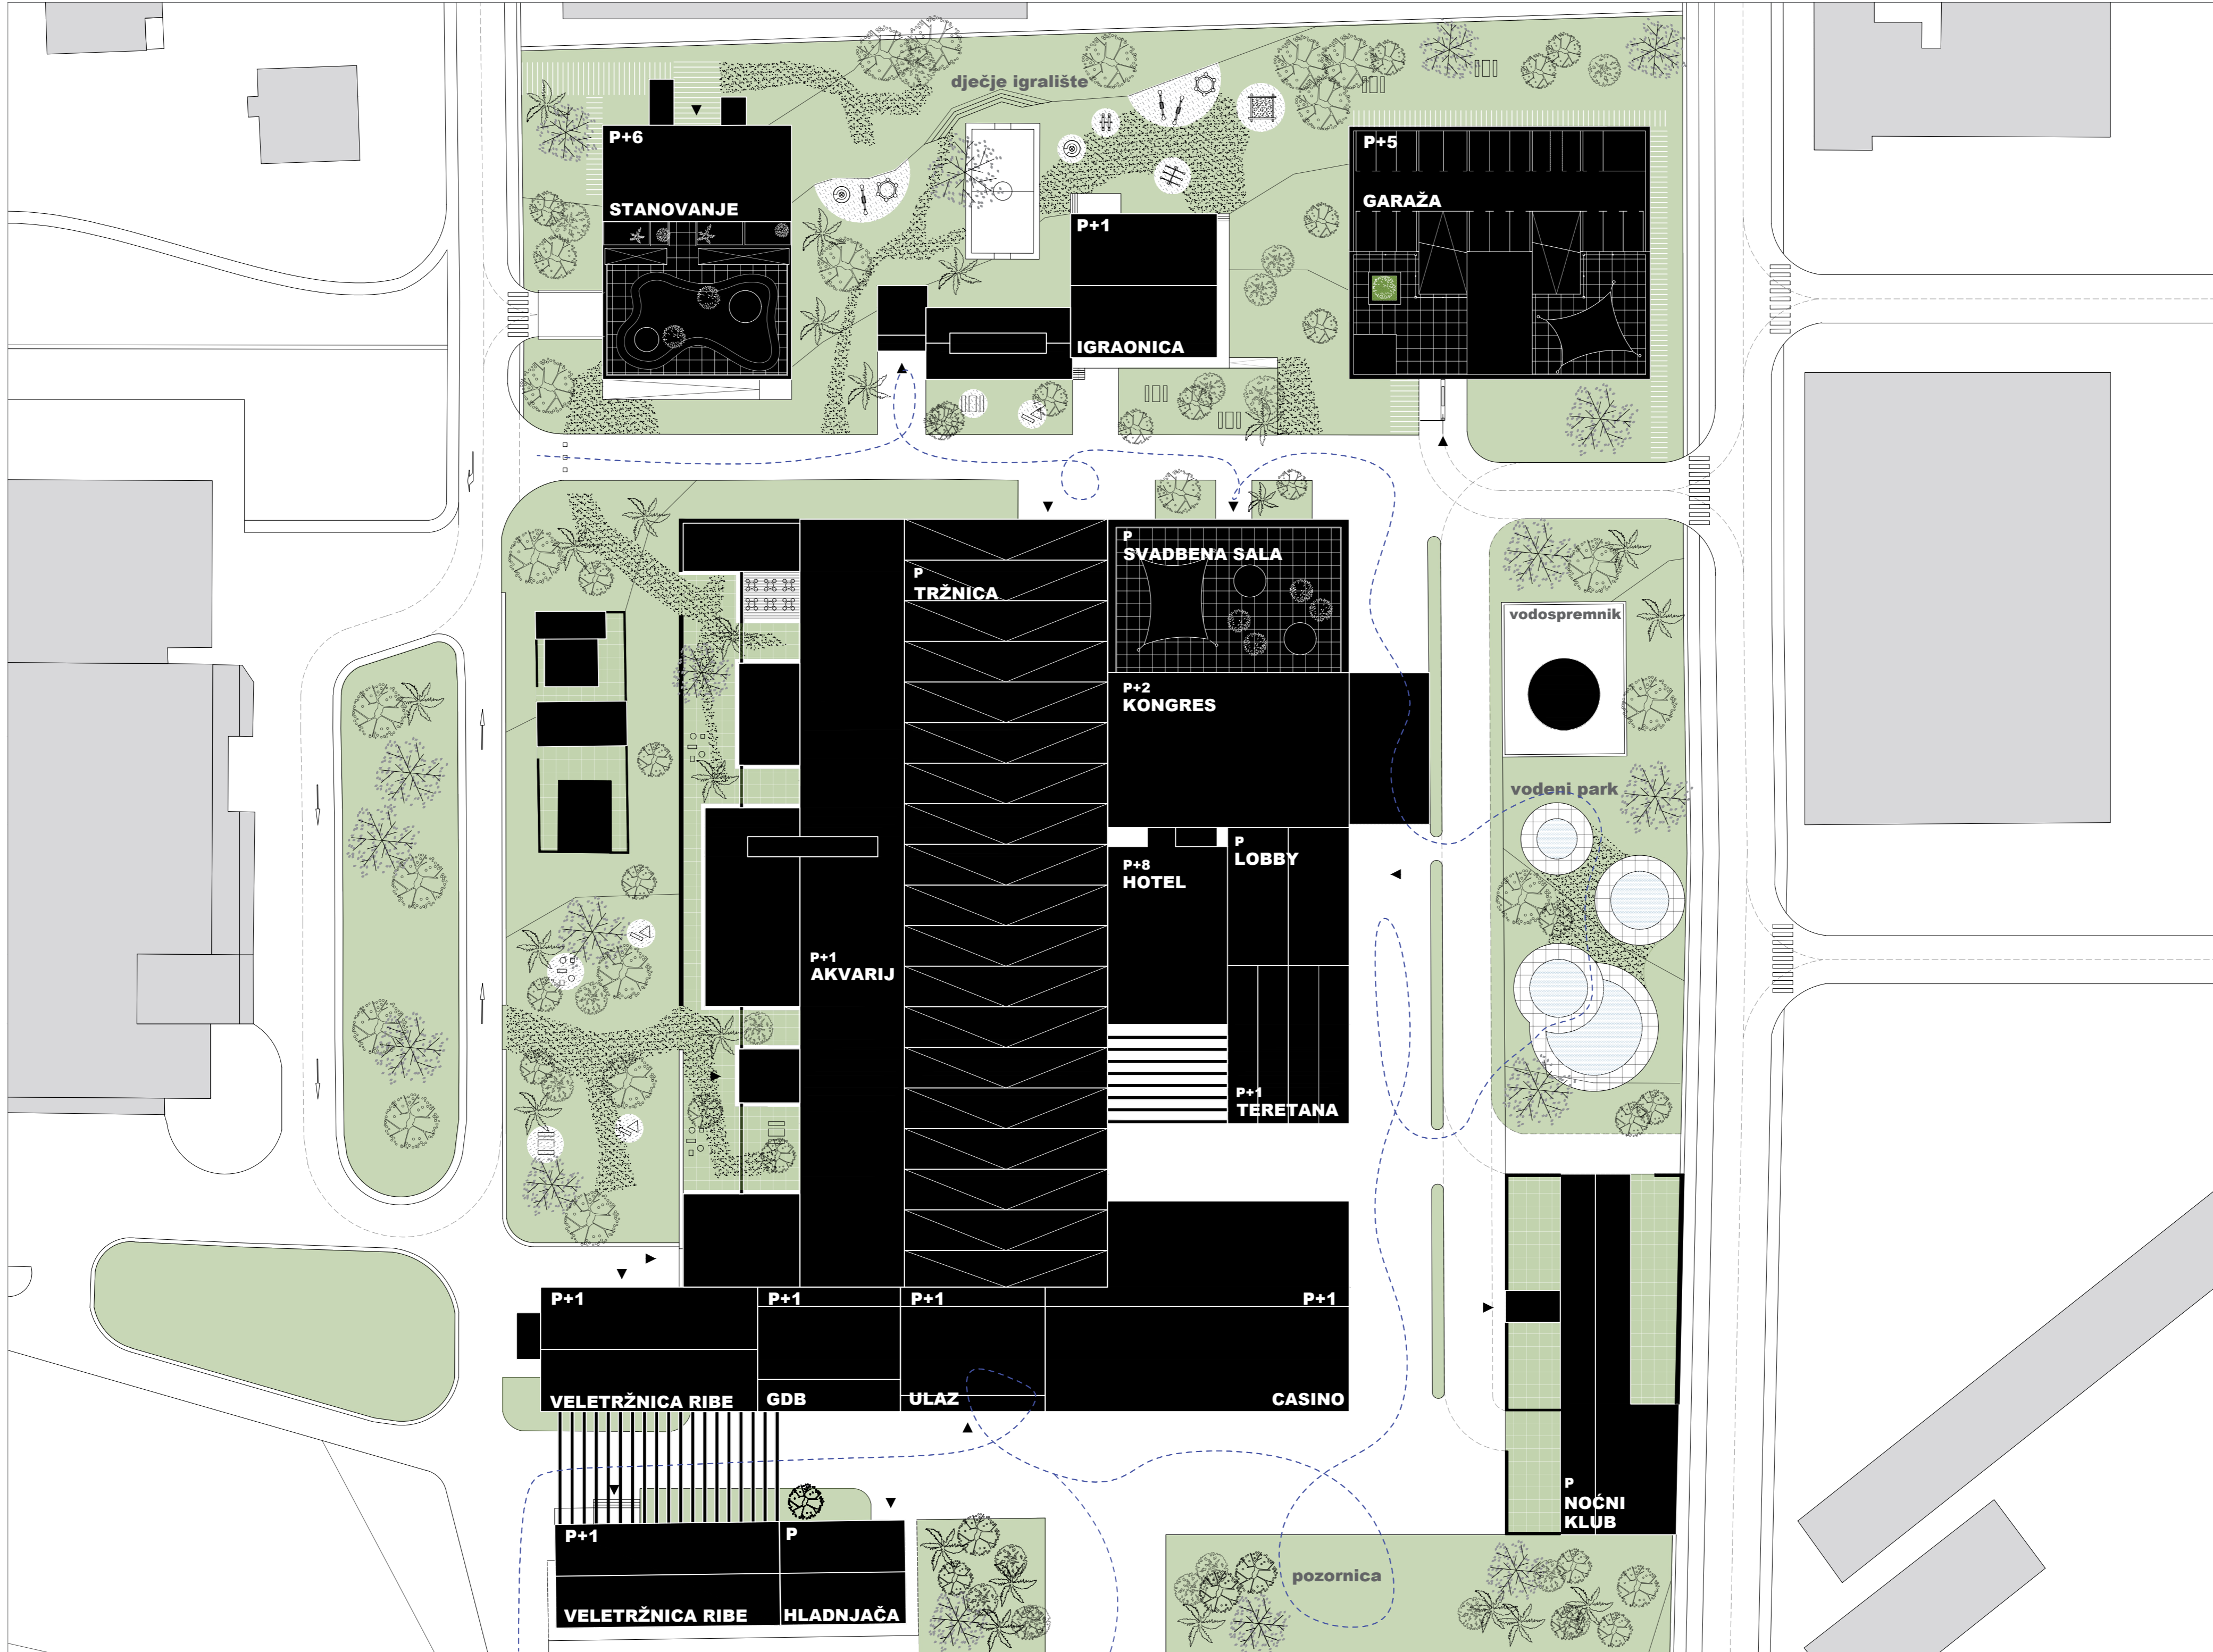 dječje igralište
P+6
STANOVANJE
P+5
GARAŽA
P+1
IGRAONICA
P
SVADBENA SALA
P
TRŽNICA
vodospremnik
P+2
KONGRES
vodeni park
P
LOBBY
P+8
HOTEL
P+1
AKVARIJ
P+1
TERETANA
P+1
P+1
P+1
P+1
VELETRŽNICA RIBE
GDB
ULAZ
CASINO
P
NOĆNI
KLUB
P+1
P
VELETRŽNICA RIBE
HLADNJAČA
pozornica